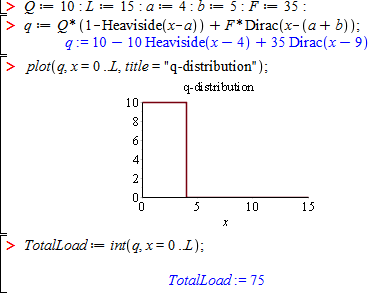 > Q := 10 : L := 15 : a := 4 : b := 5 : F := 35 :
> q := Q*(1-Heaviside(x-a)) + F*Dirac(x-(a + b));
q := 10 − 10 Heaviside(x − 4) + 35 Dirac(x − 9)
> plot(q, x = 0 ..L, title = "q-distribution");
q-distribution
10
8
6
4
2
0
0 5 10 15
x
> TotalLoad := int(q, x = 0 ..L);
TotalLoad := 75